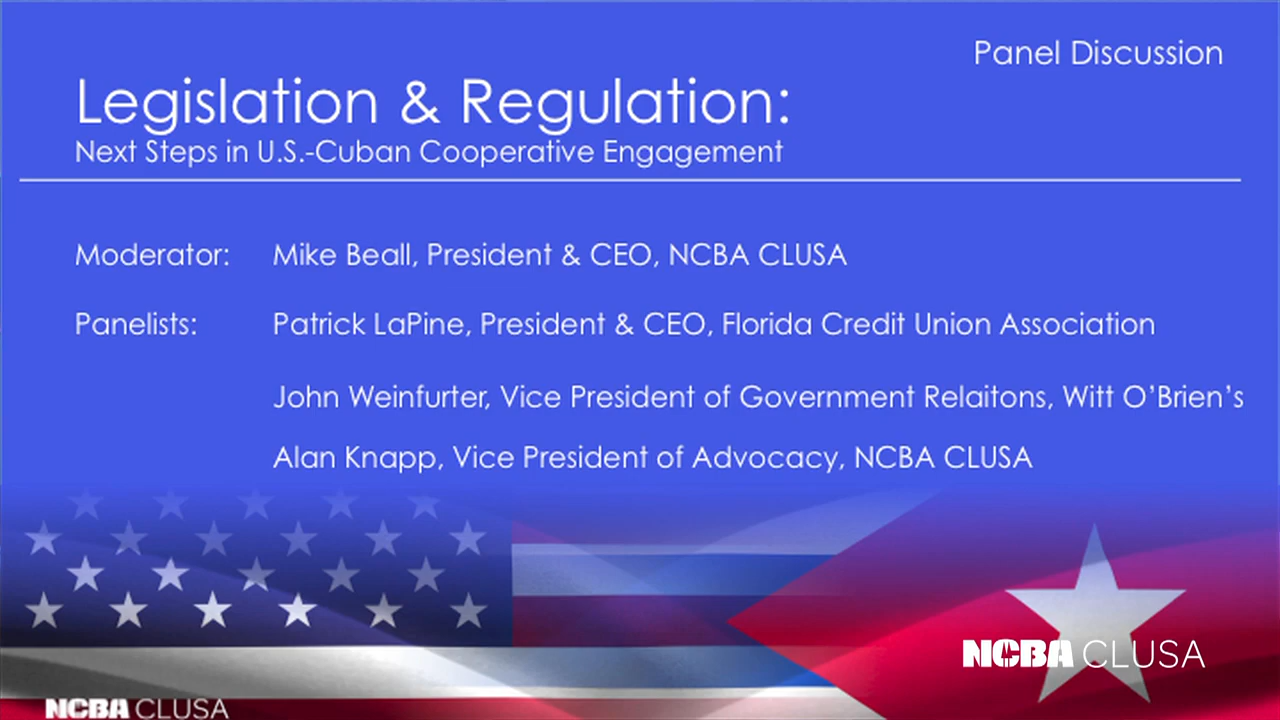 Panel Discussion
Legislation & Regulation:
Next Steps in U.S.-Cuban Cooperative Engagement
Moderator: Mike Beall, President & CEO, NCBA CLUSA
Panelists: Patrick LaPine, President & CEO, Florida Credit Union Association
John Weinfurter, Vice President of Government Relaitons, Witt O’Brien’s
Alan Knapp, Vice President of Advocacy, NCBA CLUSA
NCBA CLUSA
NCBA CLUSA